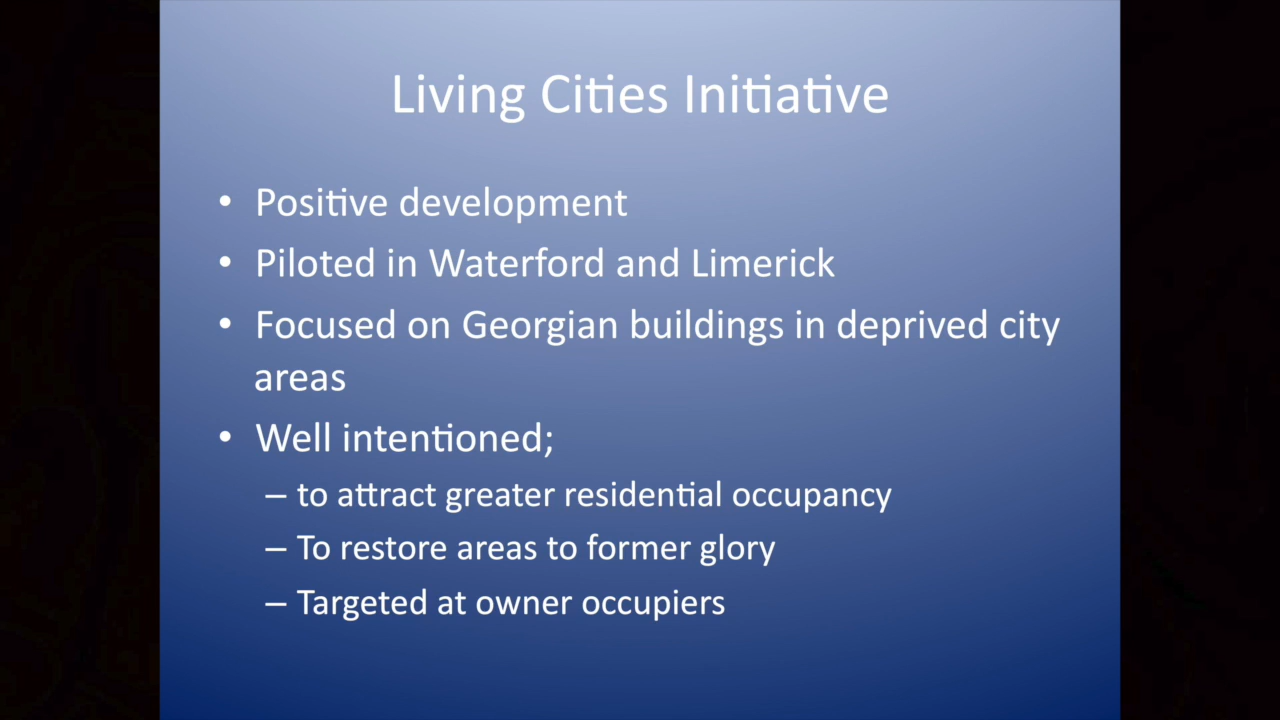 Living Cities Initiative
• Positive development
• Piloted in Waterford and Limerick
• Focused on Georgian buildings in deprived city
areas
• Well intentioned;
– to attract greater residential occupancy
– To restore areas to former glory
– Targeted at owner occupiers